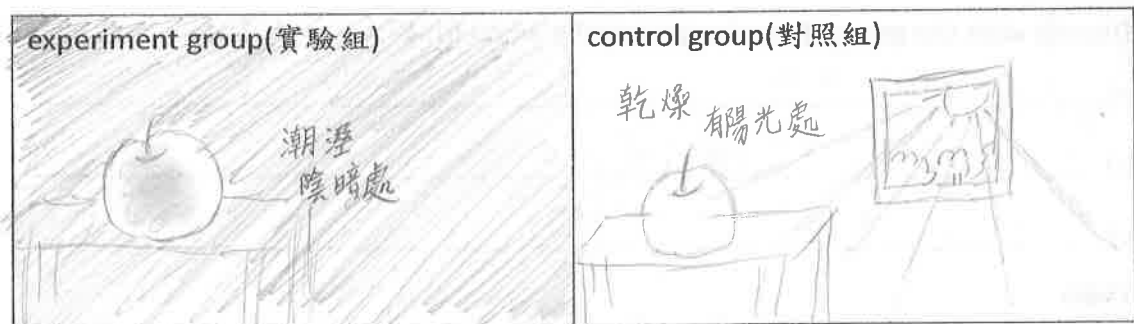 experiment group(實驗組)
潮溼
陰暗處
control group(對照組)
乾燥
有陽光處